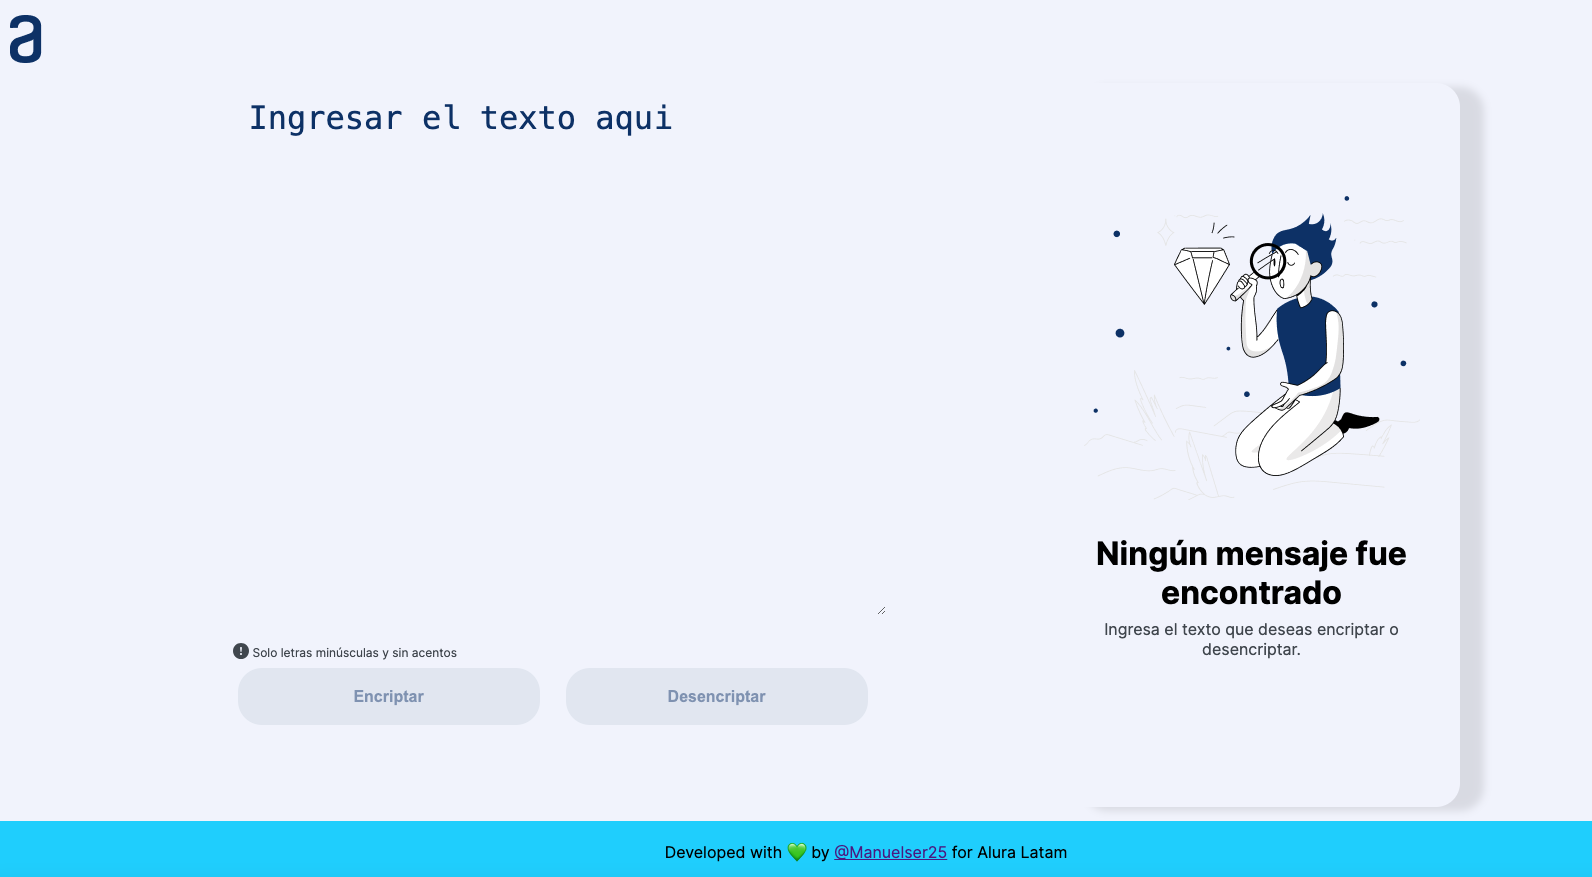 a
Ingresar el texto aqui
Ningún mensaje fue
encontrado
Ingresa el texto que deseas encriptar o
desencriptar.
! Solo letras minúsculas y sin acentos
Encriptar
Desencriptar
Developed with 💚 by @Manuelser25 for Alura Latam